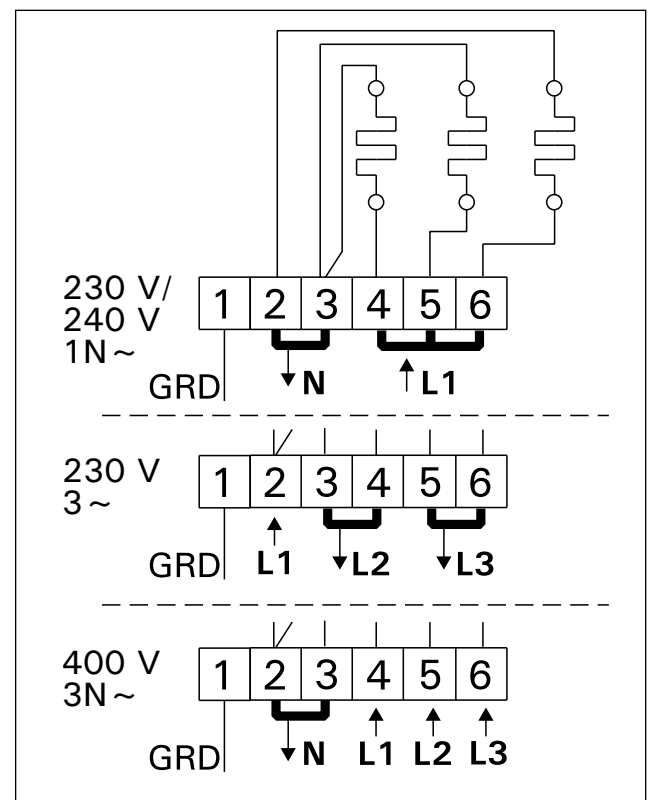 230 V/
240 V
1N~
1 2 3 4 5 6
GRD N L1
230 V
3~
1 2 3 4 5 6
GRD L1 L2 L3
400 V
3N~
1 2 3 4 5 6
GRD N L1 L2 L3